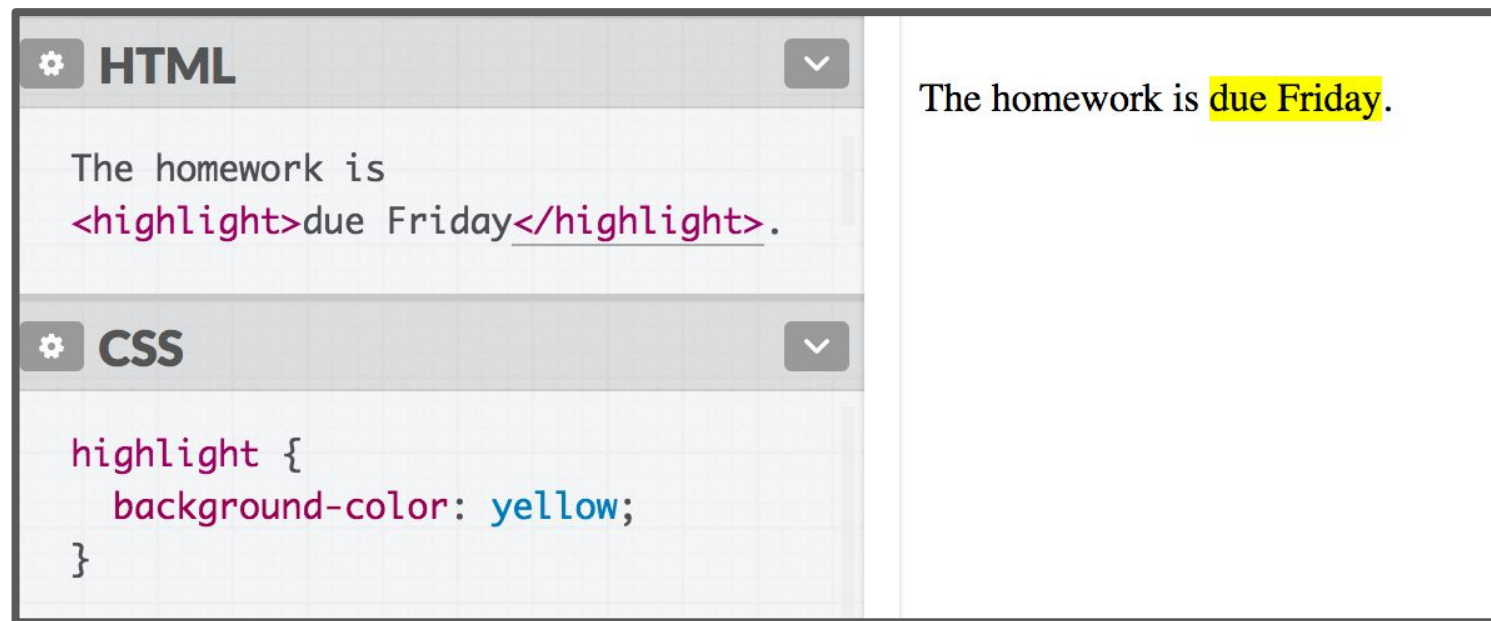 HTML
The homework is
<highlight>due Friday</highlight>.
CSS
highlight {
  background-color: yellow;
}
The homework is due Friday.